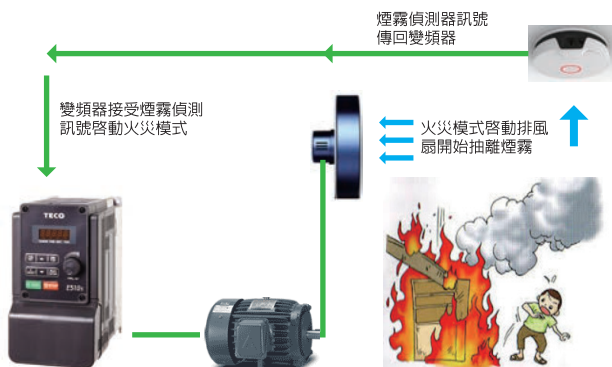 煙霧偵測器訊號
傳回變頻器
變頻器接受煙霧偵測
訊號啓動火災模式
火災模式啓動排風
扇開始抽離煙霧
TECO
E510s